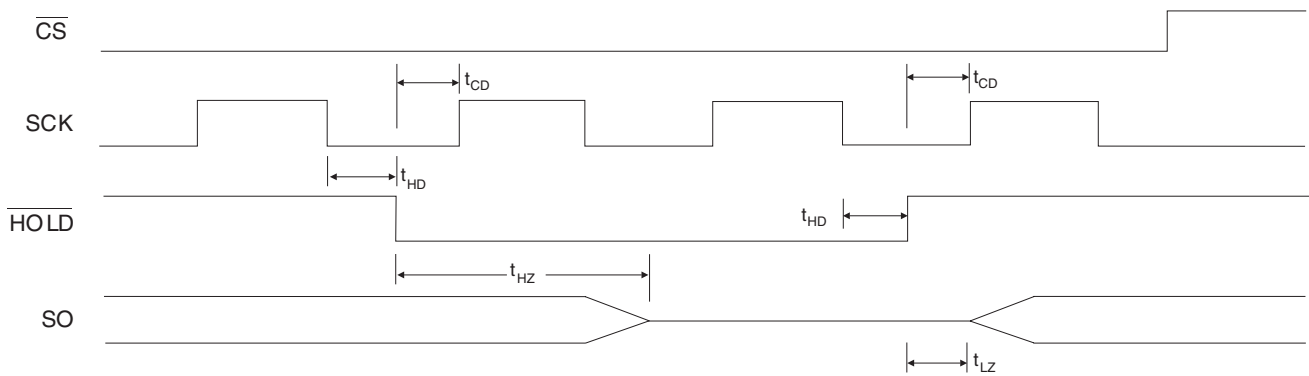 CS
t_CD
t_CD
SCK
t_HD
HOLD
t_HD
t_HZ
SO
t_LZ